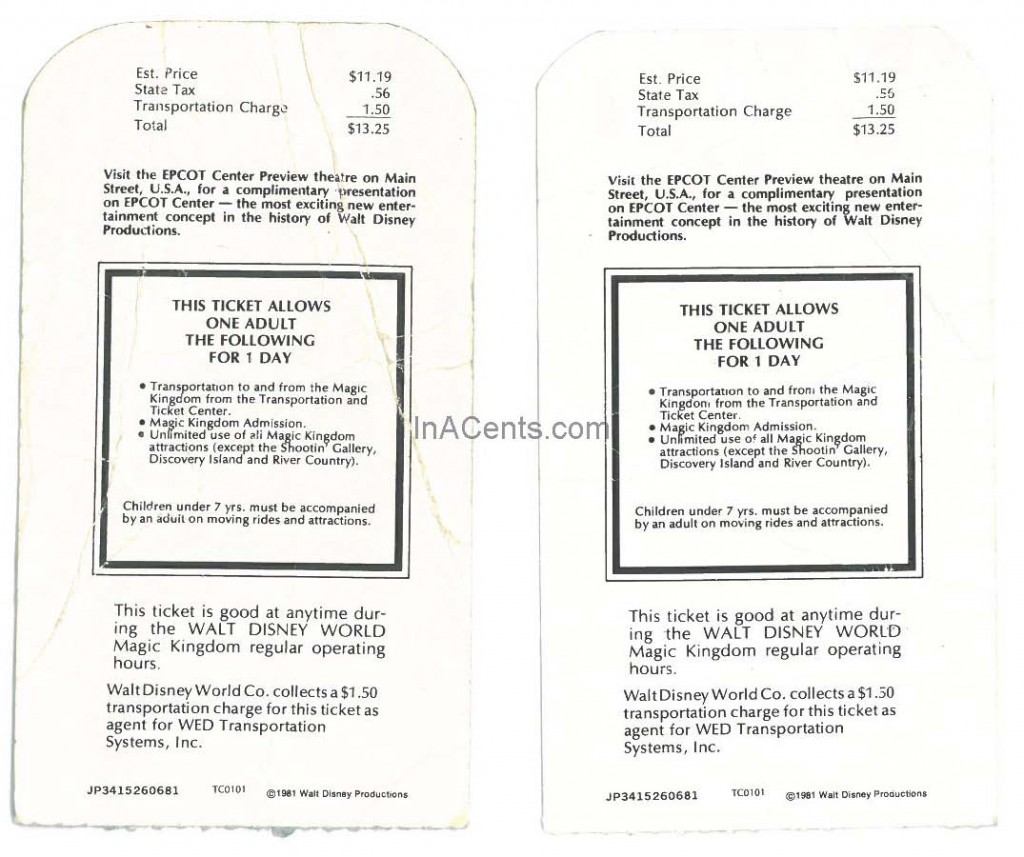 Est. Price $11.19
State Tax .56
Transportation Charge 1.50
Total $13.25
Visit the EPCOT Center Preview theatre on Main
Street, U.S.A., for a complimentary presentation
on EPCOT Center — the most exciting new enter-
tainment concept in the history of Walt Disney
Productions.
THIS TICKET ALLOWS
ONE ADULT
THE FOLLOWING
FOR 1 DAY
• Transportation to and from the Magic
Kingdom from the Transportation and
Ticket Center.
• Magic Kingdom Admission.
• Unlimited use of all Magic Kingdom
attractions (except the Shootin' Gallery,
Discovery Island and River Country).
Children under 7 yrs. must be accompanied
by an adult on moving rides and attractions.
This ticket is good at anytime dur-
ing the WALT DISNEY WORLD
Magic Kingdom regular operating
hours.
Walt Disney World Co. collects a $1.50
transportation charge for this ticket as
agent for WED Transportation
Systems, Inc.
JP3415260681 TC0101 ©1981 Walt Disney Productions
InACents.com
Est. Price $11.19
State Tax .56
Transportation Charge 1.50
Total $13.25
Visit the EPCOT Center Preview theatre on Main
Street, U.S.A., for a complimentary presentation
on EPCOT Center — the most exciting new enter-
tainment concept in the history of Walt Disney
Productions.
THIS TICKET ALLOWS
ONE ADULT
THE FOLLOWING
FOR 1 DAY
• Transportation to and from the Magic
Kingdom from the Transportation and
Ticket Center.
• Magic Kingdom Admission.
• Unlimited use of all Magic Kingdom
attractions (except the Shootin' Gallery,
Discovery Island and River Country).
Children under 7 yrs. must be accompanied
by an adult on moving rides and attractions.
This ticket is good at anytime dur-
ing the WALT DISNEY WORLD
Magic Kingdom regular operating
hours.
Walt Disney World Co. collects a $1.50
transportation charge for this ticket as
agent for WED Transportation
Systems, Inc.
JP3415260681 TC0101 ©1981 Walt Disney Productions